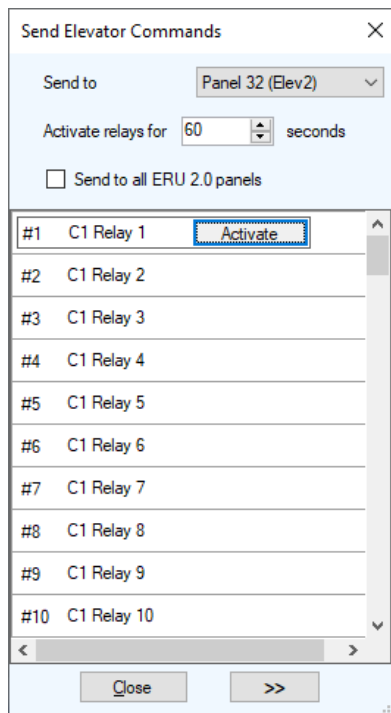 Send Elevator Commands
Send to Panel 32 (Elev2)
Activate relays for 60 seconds
Send to all ERU 2.0 panels
#1 C1 Relay 1 Activate
#2 C1 Relay 2
#3 C1 Relay 3
#4 C1 Relay 4
#5 C1 Relay 5
#6 C1 Relay 6
#7 C1 Relay 7
#8 C1 Relay 8
#9 C1 Relay 9
#10 C1 Relay 10
Close >>